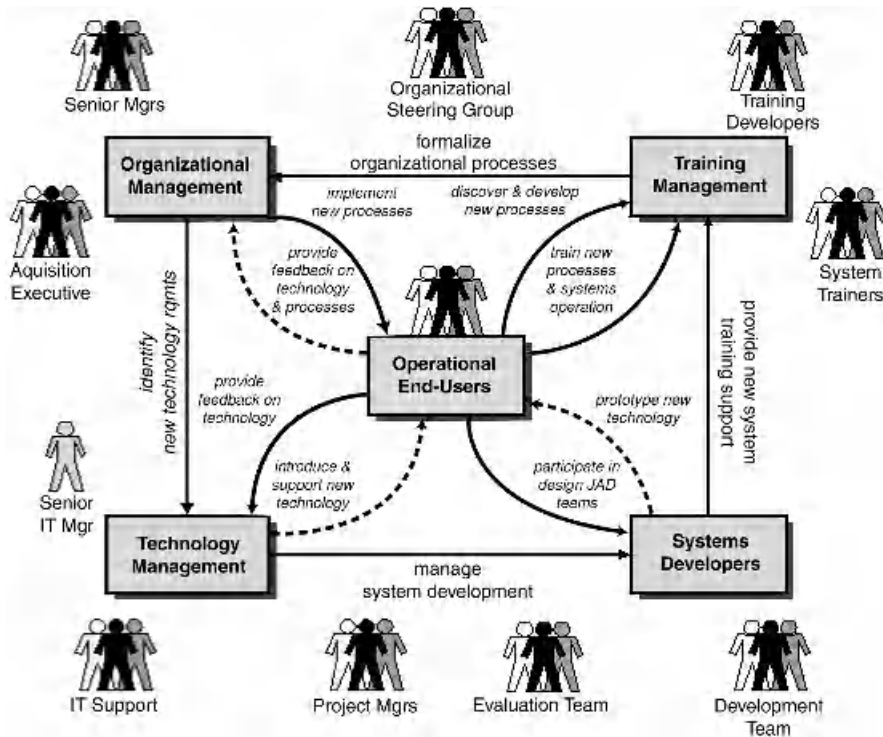 Senior Mgrs
Organizational
Steering Group
Training
Developers
formalize
organizational processes
Organizational
Management
Training
Management
implement
new processes
discover & develop
new processes
Aquisition
Executive
System
Trainers
provide
feedback on
technology
& processes
train new
processes
& systems
operation
identify
new technology rqmts
provide new system
training support
Operational
End-Users
provide
feedback on
technology
prototype new
technology
Senior
IT Mgr
introduce &
support new
technology
participate in
design JAD
teams
Technology
Management
Systems
Developers
manage
system development
IT Support
Project Mgrs
Evaluation Team
Development
Team